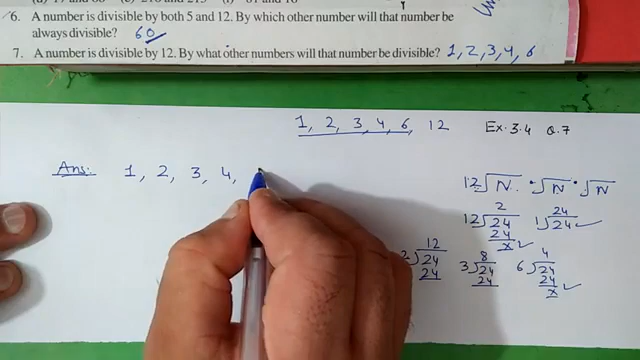 6. A number is divisible by both 5 and 12. By which other number will that number be
always divisible? 60
7. A number is divisible by 12. By what other numbers will that number be divisible? 1, 2, 3, 4, 6
1, 2, 3, 4, 6, 12 Ex. 3.4 Q.7
Ans: 1, 2, 3, 4,
12√N √N √N
2 24
12)24 1)24
24 24
x
12 8 4
2)24 3)24 6)24
24 24 24
x